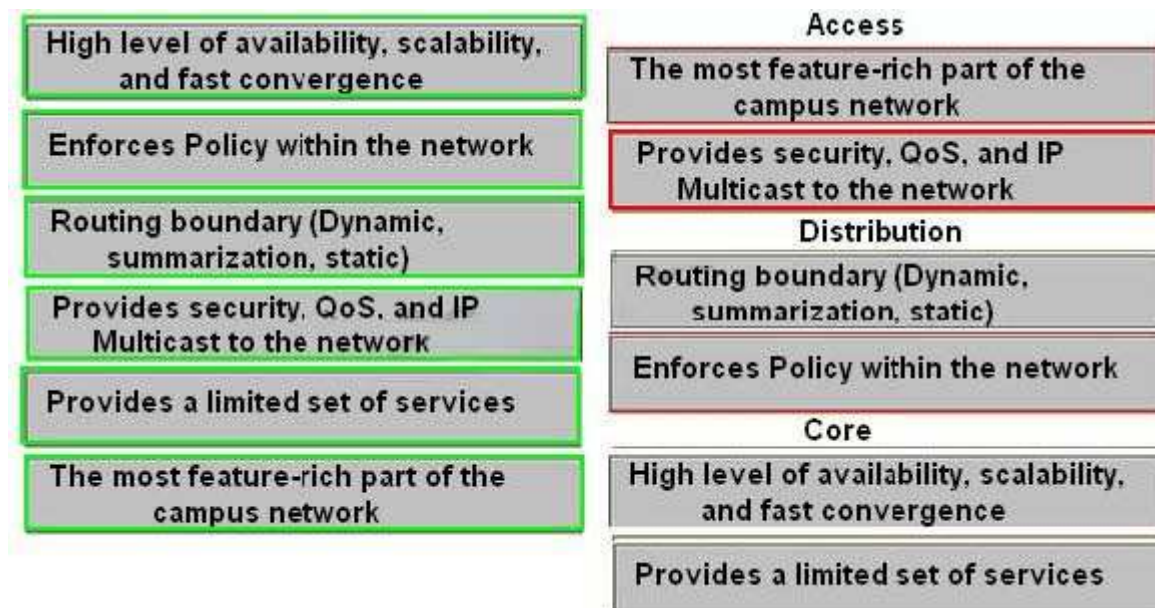 High level of availability, scalability,
and fast convergence
Enforces Policy within the network
Routing boundary (Dynamic,
summarization, static)
Provides security, QoS, and IP
Multicast to the network
Provides a limited set of services
The most feature-rich part of the
campus network
Access
The most feature-rich part of the
campus network
Provides security, QoS, and IP
Multicast to the network
Distribution
Routing boundary (Dynamic,
summarization, static)
Enforces Policy within the network
Core
High level of availability, scalability,
and fast convergence
Provides a limited set of services